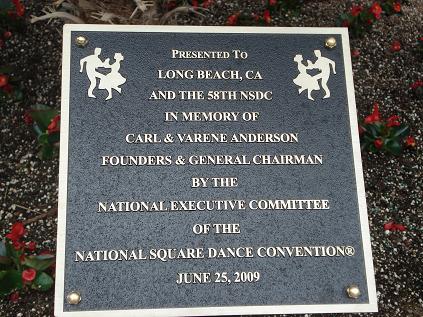 PRESENTED TO
LONG BEACH, CA
AND THE 58TH NSDC
IN MEMORY OF
CARL & VARENE ANDERSON
FOUNDERS & GENERAL CHAIRMAN
BY THE
NATIONAL EXECUTIVE COMMITTEE
OF THE
NATIONAL SQUARE DANCE CONVENTION®
JUNE 25, 2009